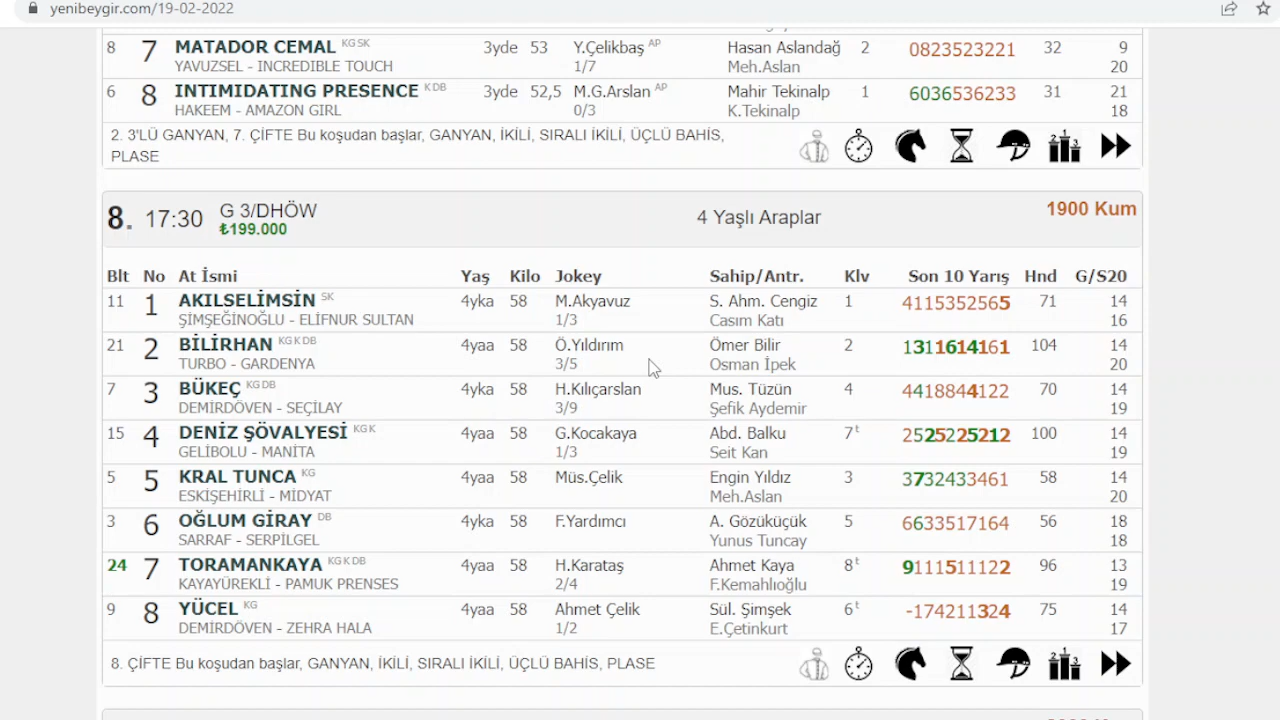 yenibeygir.com/19-02-2022
8 7 MATADOR CEMAL KG SK 3yde 53 Y.Çelikbaş AP Hasan Aslandağ 2 0823523221 32 9
YAVUZSEL - INCREDIBLE TOUCH 1/7 Meh.Aslan 20
6 8 INTIMIDATING PRESENCE K DB 3yde 52,5 M.G.Arslan AP Mahir Tekinalp 1 6036536233 31 21
HAKEEM - AMAZON GIRL 0/3 K.Tekinalp 18
2. 3'LÜ GANYAN, 7. ÇİFTE Bu koşudan başlar, GANYAN, İKİLİ, SIRALI İKİLİ, ÜÇLÜ BAHİS,
PLASE
8. 17:30 G 3/DHÖW 4 Yaşlı Araplar 1900 Kum
₺199.000
Blt No At İsmi Yaş Kilo Jokey Sahip/Antr. Klv Son 10 Yarış Hnd G/S20
11 1 AKILSELİMSİN SK 4yka 58 M.Akyavuz S. Ahm. Cengiz 1 4115352565 71 14
ŞİMŞEĞİNOĞLU - ELİFNUR SULTAN 1/3 Casım Katı 16
21 2 BİLİRHAN KG K DB 4yaa 58 Ö.Yıldırım Ömer Bilir 2 1311614161 104 14
TURBO - GARDENYA 3/5 Osman İpek 20
7 3 BÜKEÇ KG DB 4yka 58 H.Kılıçarslan Mus. Tüzün 4 4418844122 70 14
DEMİRDÖVEN - SEÇİLAY 3/9 Şefik Aydemir 19
15 4 DENİZ ŞÖVALYESİ KG K 4yaa 58 G.Kocakaya Abd. Balku 7t 2525225212 100 14
GELİBOLU - MANİTA 1/3 Seit Kan 19
5 5 KRAL TUNCA KG 4yaa 58 Müs.Çelik Engin Yıldız 3 3732433461 58 14
ESKİŞEHİRLİ - MİDYAT Meh.Aslan 20
3 6 OĞLUM GİRAY DB 4yka 58 F.Yardımcı A. Gözüküçük 5 6633517164 56 18
SARRAF - SERPİLGEL Yunus Tuncay 18
24 7 TORAMANKAYA KG K DB 4yaa 58 H.Karataş Ahmet Kaya 8t 9111511122 96 13
KAYAYÜREKLİ - PAMUK PRENSES 2/4 F.Kemahlıoğlu 19
9 8 YÜCEL KG 4yaa 58 Ahmet Çelik Sül. Şimşek 6t -174211324 75 14
DEMİRDÖVEN - ZEHRA HALA 1/2 E.Çetinkurt 17
8. ÇİFTE Bu koşudan başlar, GANYAN, İKİLİ, SIRALI İKİLİ, ÜÇLÜ BAHİS, PLASE